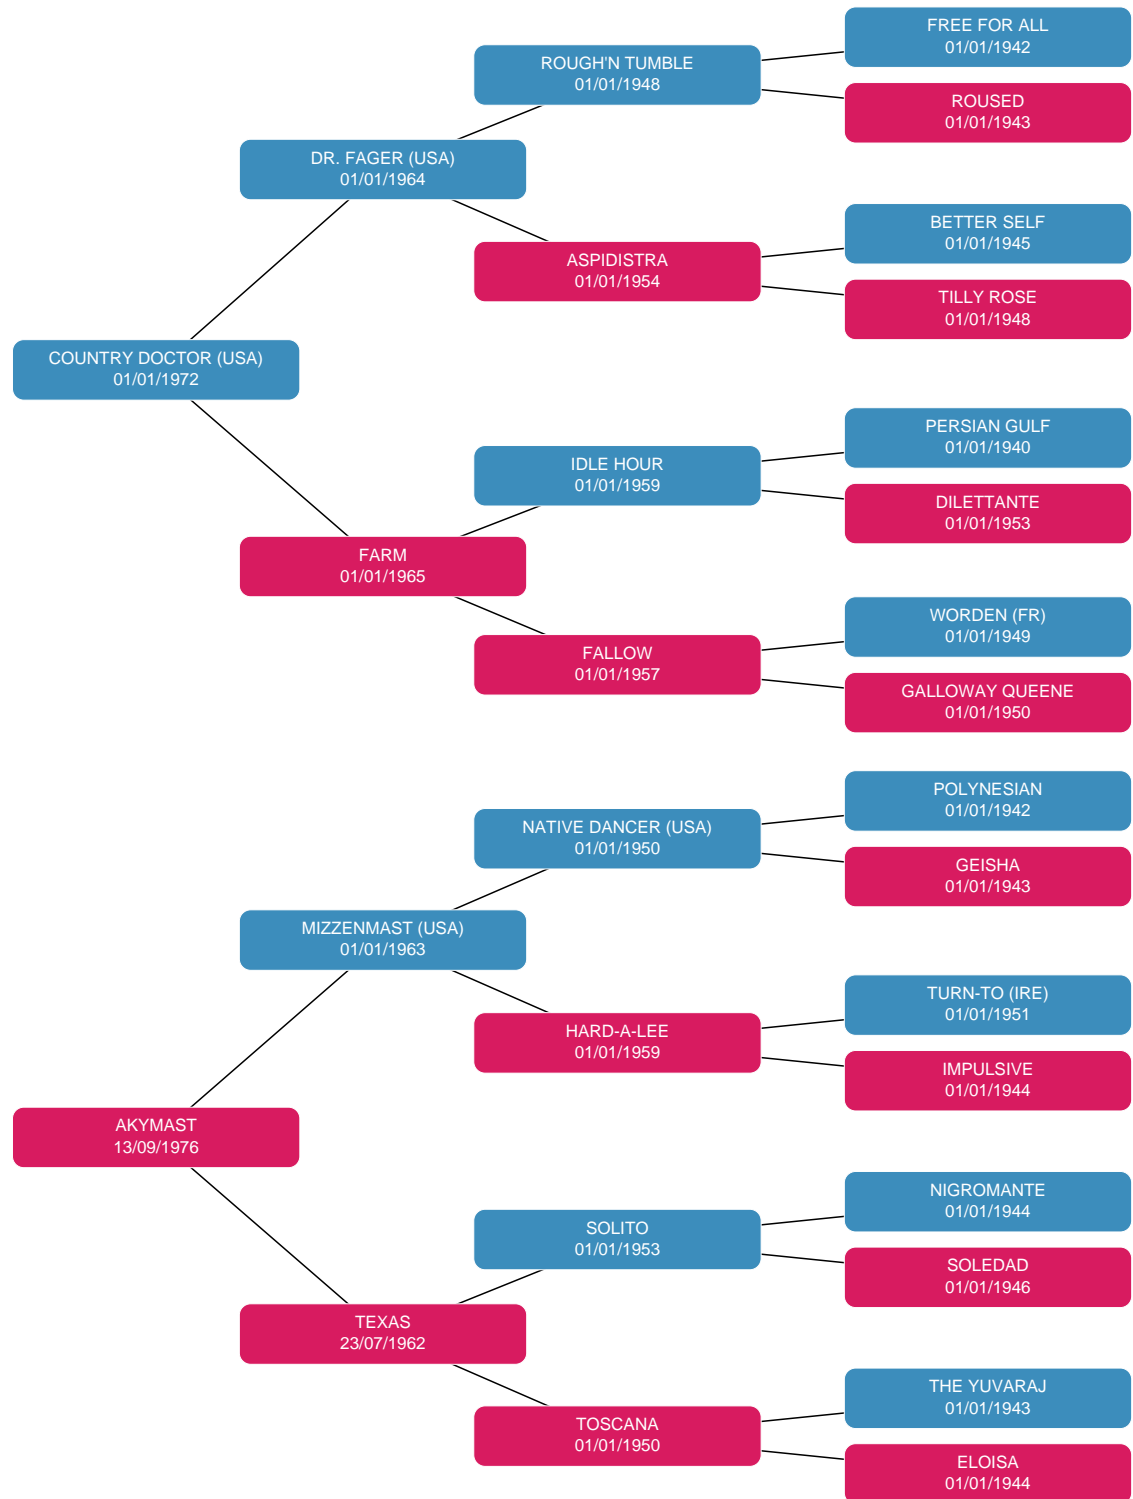 FREE FOR ALL
01/01/1942
ROUGH'N TUMBLE
01/01/1948
ROUSED
01/01/1943
DR. FAGER (USA)
01/01/1964
BETTER SELF
01/01/1945
ASPIDISTRA
01/01/1954
TILLY ROSE
01/01/1948
COUNTRY DOCTOR (USA)
01/01/1972
PERSIAN GULF
01/01/1940
IDLE HOUR
01/01/1959
DILETTANTE
01/01/1953
FARM
01/01/1965
WORDEN (FR)
01/01/1949
FALLOW
01/01/1957
GALLOWAY QUEENE
01/01/1950
POLYNESIAN
01/01/1942
NATIVE DANCER (USA)
01/01/1950
GEISHA
01/01/1943
MIZZENMAST (USA)
01/01/1963
TURN-TO (IRE)
01/01/1951
HARD-A-LEE
01/01/1959
IMPULSIVE
01/01/1944
AKYMAST
13/09/1976
NIGROMANTE
01/01/1944
SOLITO
01/01/1953
SOLEDAD
01/01/1946
TEXAS
23/07/1962
THE YUVARAJ
01/01/1943
TOSCANA
01/01/1950
ELOISA
01/01/1944